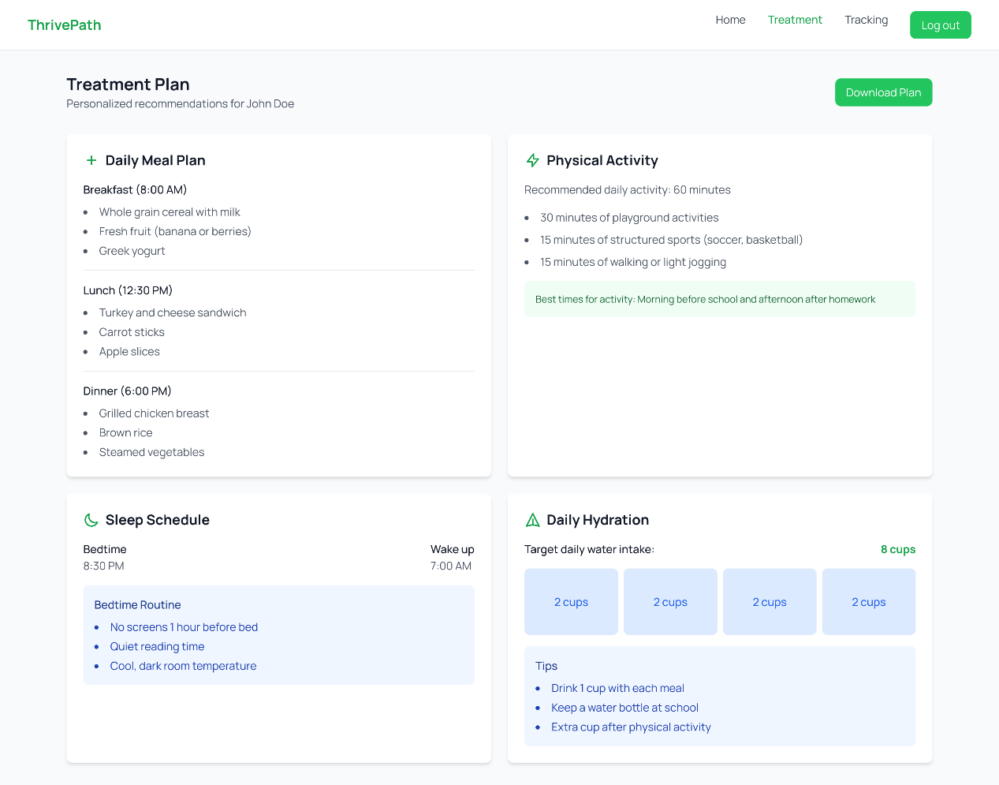 ThrivePath
Home
Treatment
Tracking
Log out
Treatment Plan
Personalized recommendations for John Doe
Download Plan
Daily Meal Plan
Breakfast (8:00 AM)
Whole grain cereal with milk
Fresh fruit (banana or berries)
Greek yogurt
Lunch (12:30 PM)
Turkey and cheese sandwich
Carrot sticks
Apple slices
Dinner (6:00 PM)
Grilled chicken breast
Brown rice
Steamed vegetables
Physical Activity
Recommended daily activity: 60 minutes
30 minutes of playground activities
15 minutes of structured sports (soccer, basketball)
15 minutes of walking or light jogging
Best times for activity: Morning before school and afternoon after homework
Sleep Schedule
Bedtime
8:30 PM
Wake up
7:00 AM
Bedtime Routine
No screens 1 hour before bed
Quiet reading time
Cool, dark room temperature
Daily Hydration
Target daily water intake:
8 cups
2 cups
2 cups
2 cups
2 cups
Tips
Drink 1 cup with each meal
Keep a water bottle at school
Extra cup after physical activity